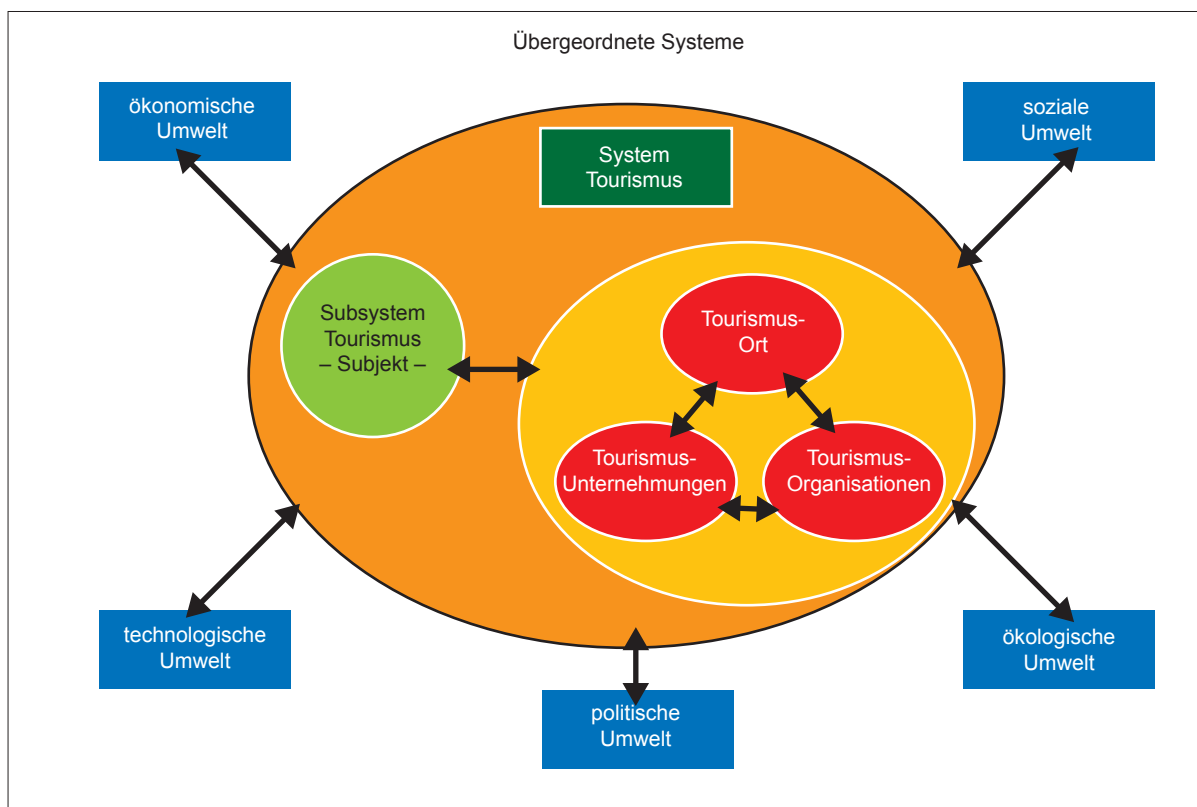 Übergeordnete Systeme
ökonomische
Umwelt
soziale
Umwelt
System
Tourismus
Subsystem
Tourismus
– Subjekt –
Tourismus-
Ort
Tourismus-
Unternehmungen
Tourismus-
Organisationen
technologische
Umwelt
politische
Umwelt
ökologische
Umwelt